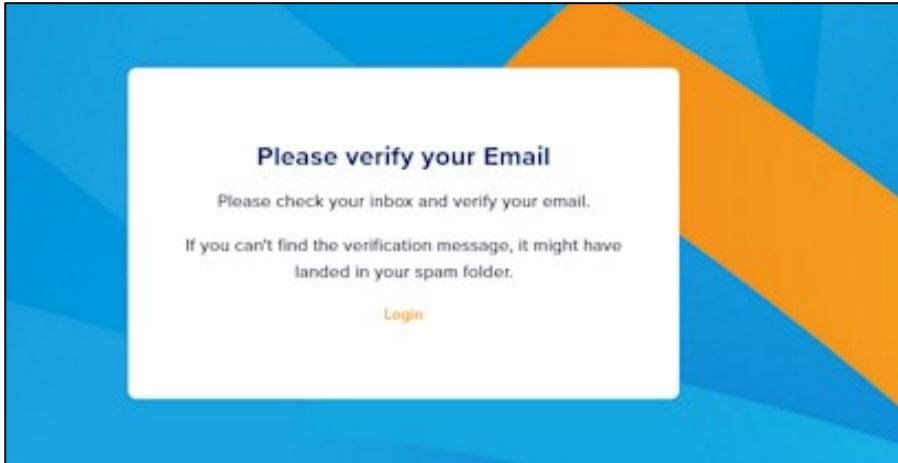 Please verify your Email
Please check your inbox and verify your email.
If you can't find the verification message, it might have
landed in your spam folder.
Login